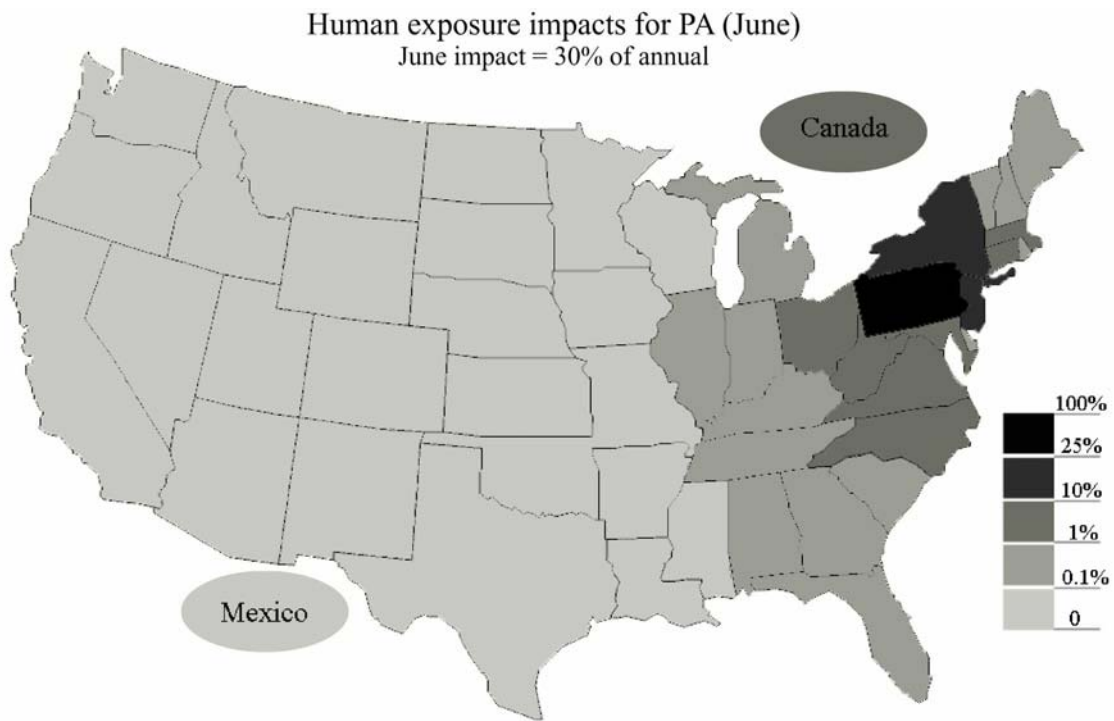 Human exposure impacts for PA (June)
June impact = 30% of annual
Canada
100%
25%
10%
1%
0.1%
0
Mexico